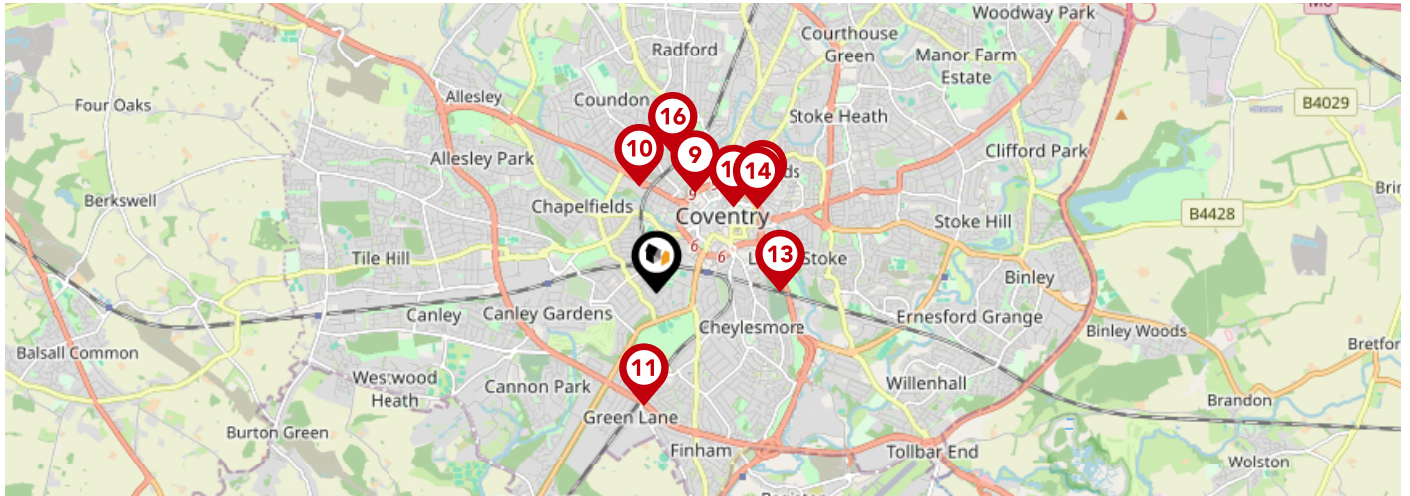 Woodway Park
Courthouse
Green
Radford
Manor Farm
Estate
Allesley
Coundon
Four Oaks
B4029
16
Stoke Heath
10
9
Allesley Park
14
Clifford Park
Berkswell
9
Chapelfields
Coventry
B4428
Stoke Hill
6
6
13
Stoke
Tile Hill
Binley
Canley
Canley Gardens
Ernesford Grange
Cheylesmore
Binley Woods
Balsall Common
11
Westwood
Heath
Cannon Park
Willenhall
Brandon
Green Lane
Burton Green
Finham
Tollbar End
Wolston